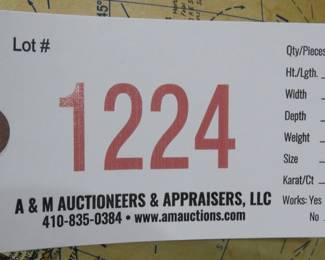 45°
Lot #
1224
A & M AUCTIONEERS & APPRAISERS, LLC
410-835-0384 • www.amauctions.com
Qty/Pieces
Ht./Lgth.
Width
Depth
Weight
Size
Karat/Ct
Works: Yes
No